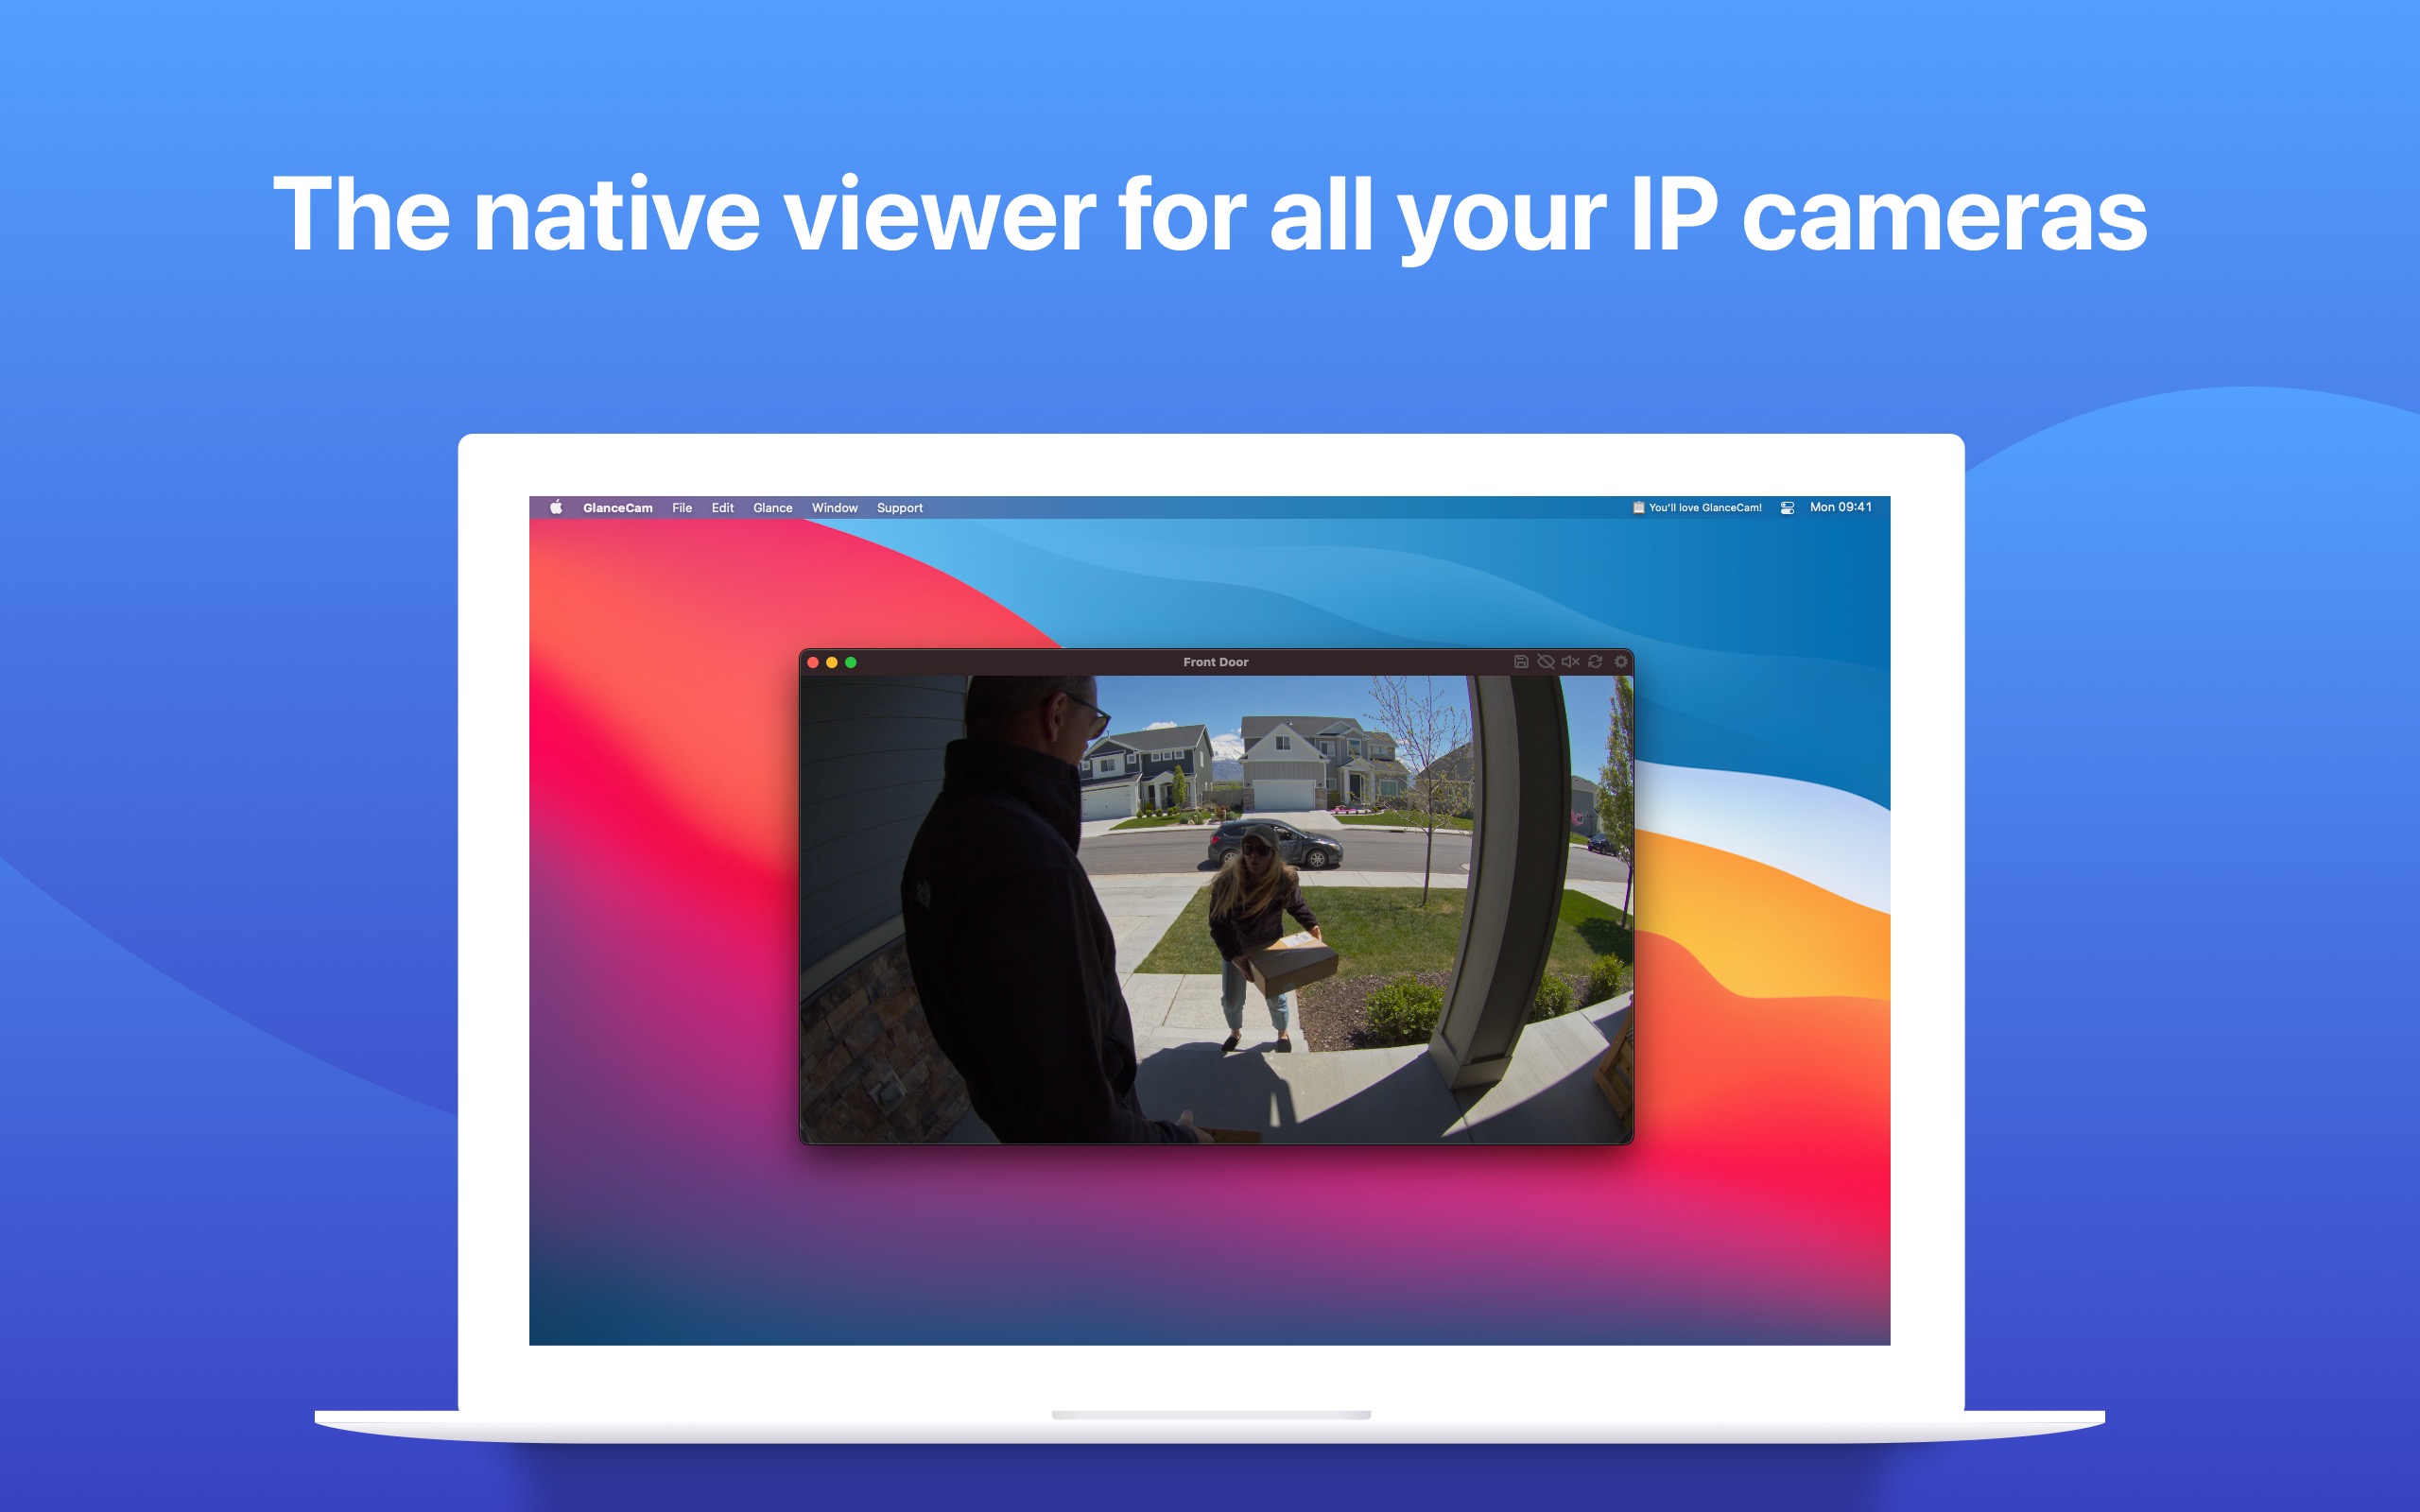 The native viewer for all your IP cameras
GlanceCam File Edit Glance Window Support You'll love GlanceCam! Mon 09:41
Front Door